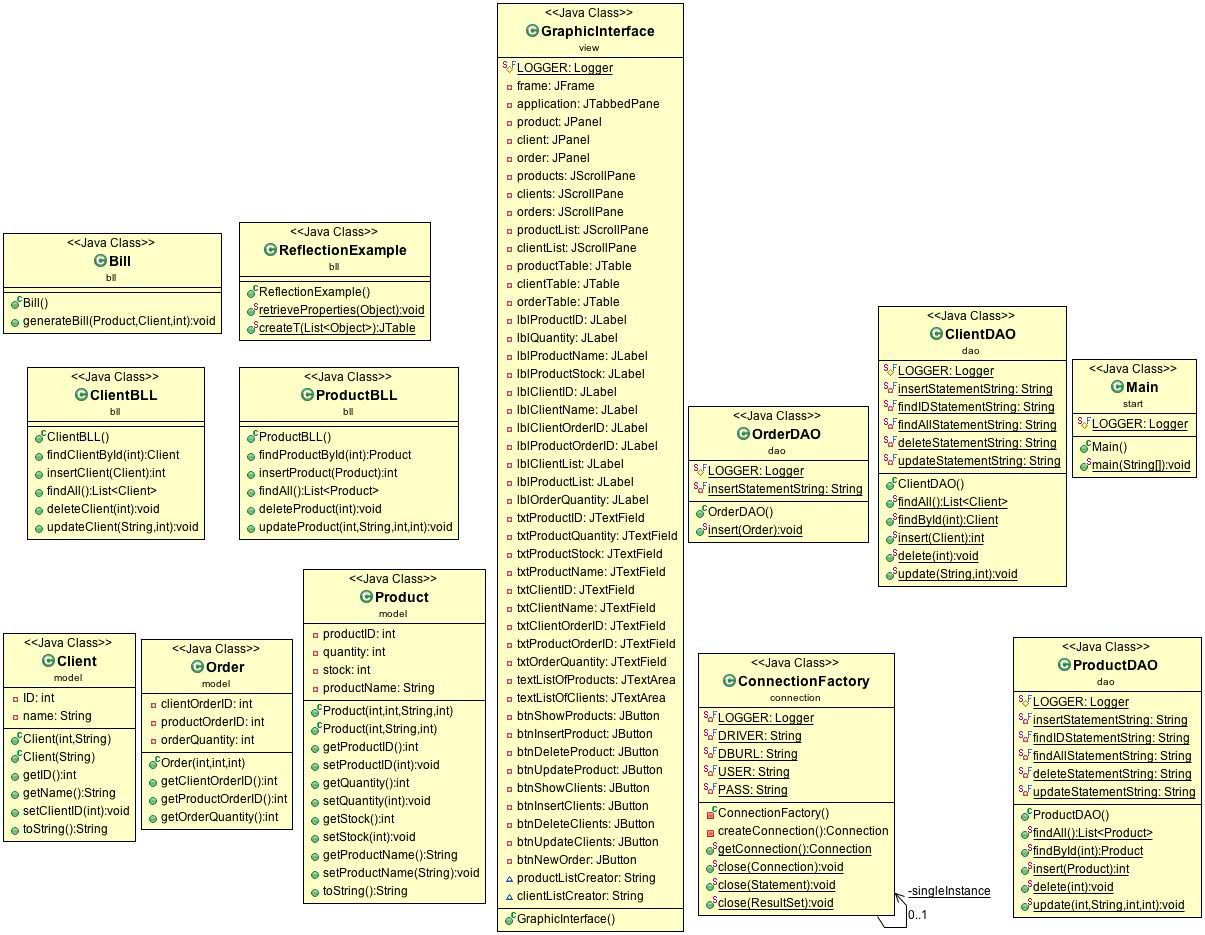 <<Java Class>>
GraphicInterface
view
LOGGER: Logger
frame: JFrame
application: JTabbedPane
product: JPanel
client: JPanel
order: JPanel
products: JScrollPane
clients: JScrollPane
orders: JScrollPane
productList: JScrollPane
clientList: JScrollPane
productTable: JTable
clientTable: JTable
orderTable: JTable
lblProductID: JLabel
lblQuantity: JLabel
lblProductName: JLabel
lblProductStock: JLabel
lblClientID: JLabel
lblClientName: JLabel
lblClientOrderID: JLabel
lblProductOrderID: JLabel
lblClientList: JLabel
lblProductList: JLabel
lblOrderQuantity: JLabel
txtProductID: JTextField
txtProductQuantity: JTextField
txtProductStock: JTextField
txtProductName: JTextField
txtClientID: JTextField
txtClientName: JTextField
txtClientOrderID: JTextField
txtProductOrderID: JTextField
txtOrderQuantity: JTextField
textListOfProducts: JTextArea
textListOfClients: JTextArea
btnShowProducts: JButton
btnInsertProduct: JButton
btnDeleteProduct: JButton
btnUpdateProduct: JButton
btnShowClients: JButton
btnInsertClients: JButton
btnDeleteClients: JButton
btnUpdateClients: JButton
btnNewOrder: JButton
productListCreator: String
clientListCreator: String
GraphicInterface()
<<Java Class>>
Bill
bll
Bill()
generateBill(Product,Client,int):void
<<Java Class>>
ReflectionExample
bll
ReflectionExample()
retrieveProperties(Object):void
createT(List<Object>):JTable
<<Java Class>>
ClientBLL
bll
ClientBLL()
findClientById(int):Client
insertClient(Client):int
findAll():List<Client>
deleteClient(int):void
updateClient(String,int):void
<<Java Class>>
ProductBLL
bll
ProductBLL()
findProductById(int):Product
insertProduct(Product):int
findAll():List<Product>
deleteProduct(int):void
updateProduct(int,String,int,int):void
<<Java Class>>
OrderDAO
dao
LOGGER: Logger
insertStatementString: String
OrderDAO()
insert(Order):void
<<Java Class>>
ClientDAO
dao
LOGGER: Logger
insertStatementString: String
findIDStatementString: String
findAllStatementString: String
deleteStatementString: String
updateStatementString: String
ClientDAO()
findAll():List<Client>
findById(int):Client
insert(Client):int
delete(int):void
update(String,int):void
<<Java Class>>
Main
start
LOGGER: Logger
Main()
main(String[]):void
<<Java Class>>
Client
model
ID: int
name: String
Client(int,String)
Client(String)
getID():int
getName():String
setClientID(int):void
toString():String
<<Java Class>>
Order
model
clientOrderID: int
productOrderID: int
orderQuantity: int
Order(int,int,int)
getClientOrderID():int
getProductOrderID():int
getOrderQuantity():int
<<Java Class>>
Product
model
productID: int
quantity: int
stock: int
productName: String
Product(int,int,String,int)
Product(int,String,int)
getProductID():int
setProductID(int):void
getQuantity():int
setQuantity(int):void
getStock():int
setStock(int):void
getProductName():String
setProductName(String):void
toString():String
<<Java Class>>
ConnectionFactory
connection
LOGGER: Logger
DRIVER: String
DBURL: String
USER: String
PASS: String
ConnectionFactory()
createConnection():Connection
getConnection():Connection
close(Connection):void
close(Statement):void
close(ResultSet):void
-singleInstance
0..1
<<Java Class>>
ProductDAO
dao
LOGGER: Logger
insertStatementString: String
findIDStatementString: String
findAllStatementString: String
deleteStatementString: String
updateStatementString: String
ProductDAO()
findAll():List<Product>
findById(int):Product
insert(Product):int
delete(int):void
update(int,String,int,int):void